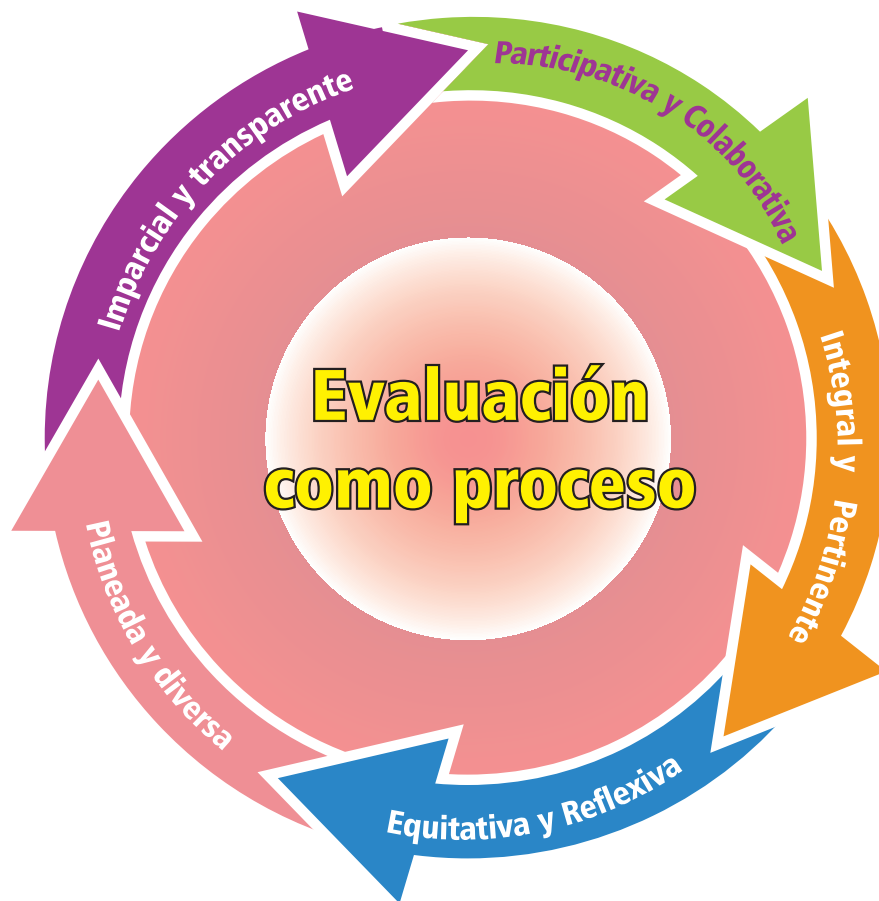 Evaluación
como proceso
Participativa y Colaborativa
Integral y Pertinente
Equitativa y Reflexiva
Planeada y diversa
Imparcial y transparente